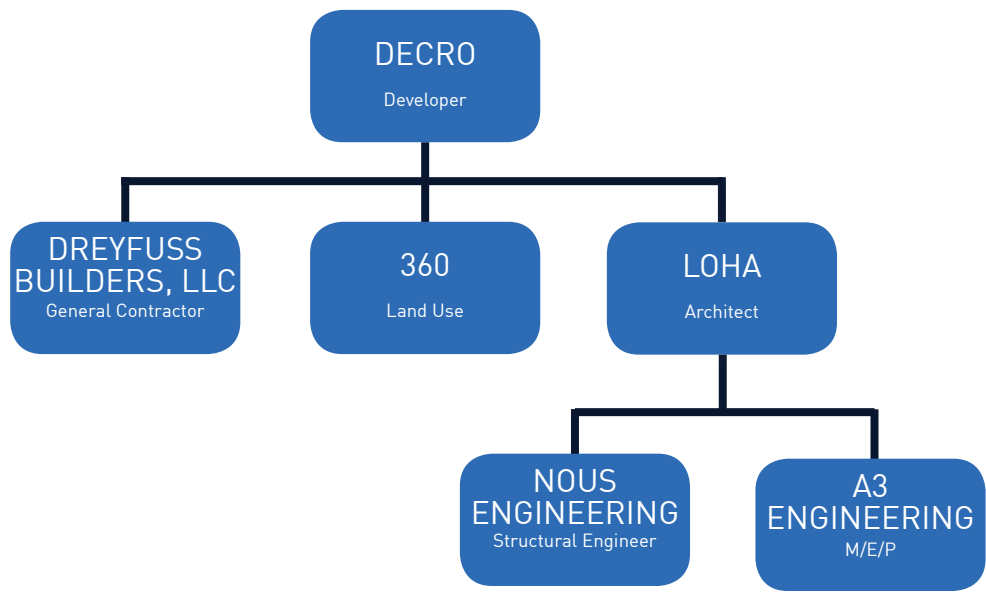 DECRO
Developer
DREYFUSS
BUILDERS, LLC
General Contractor
360
Land Use
LOHA
Architect
NOUS
ENGINEERING
Structural Engineer
A3
ENGINEERING
M/E/P